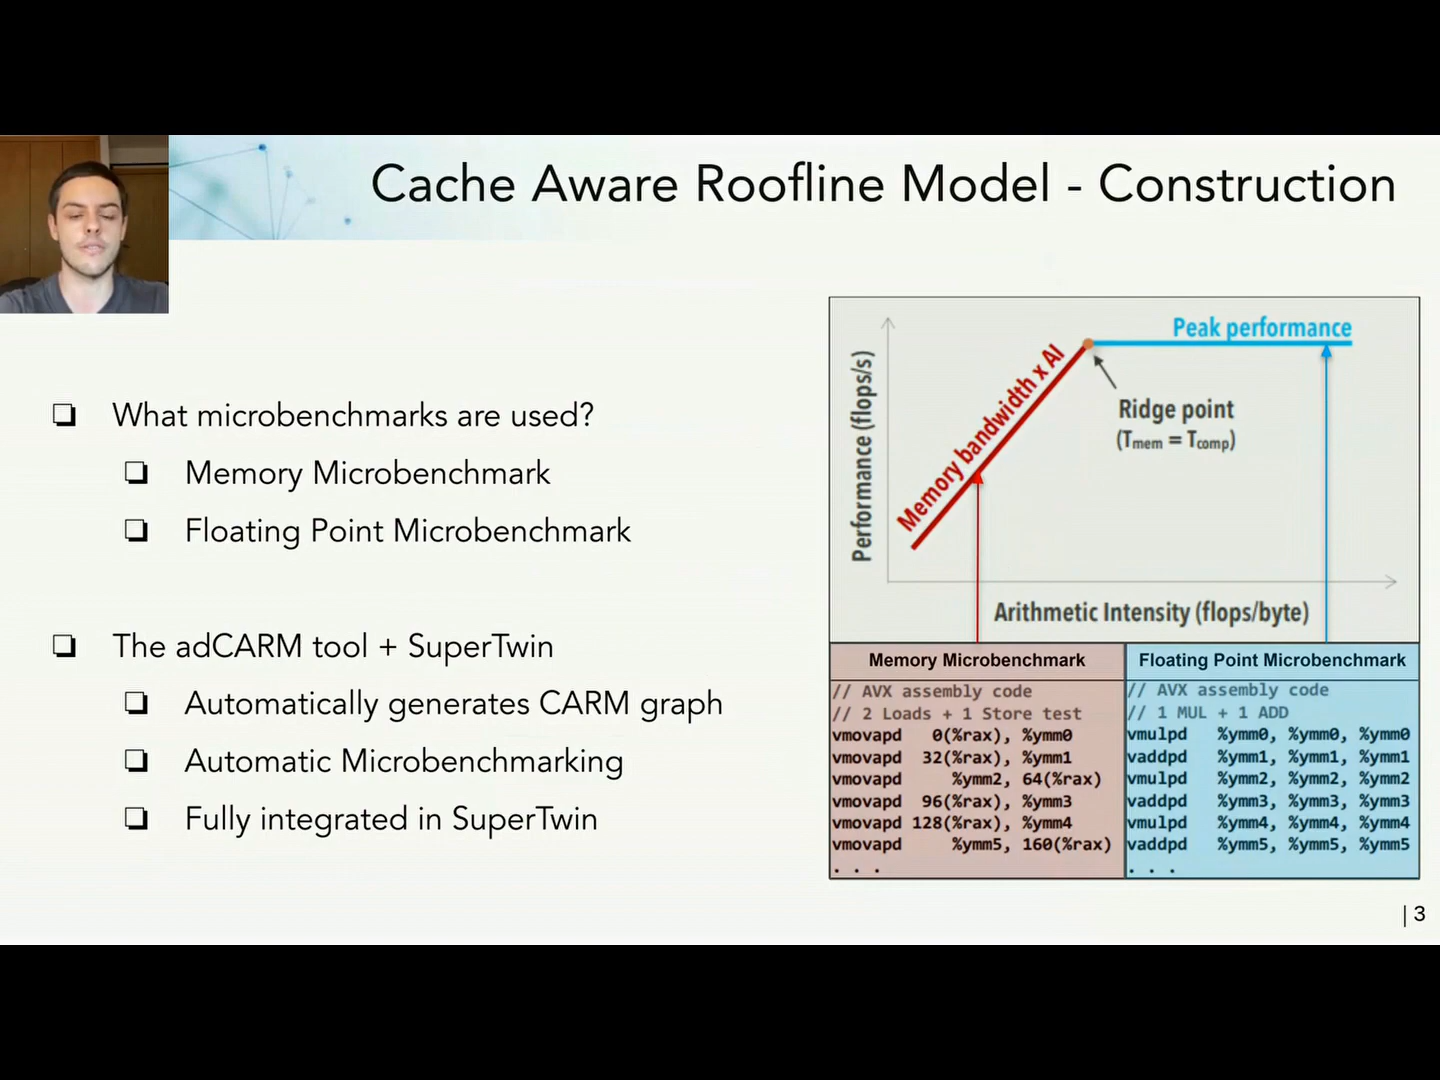 Cache Aware Roofline Model - Construction
What microbenchmarks are used?
Memory Microbenchmark
Floating Point Microbenchmark
The adCARM tool + SuperTwin
Automatically generates CARM graph
Automatic Microbenchmarking
Fully integrated in SuperTwin
Performance (flops/s)
Memory bandwidth x AI
Peak performance
Ridge point
(Tmem = Tcomp)
Arithmetic Intensity (flops/byte)
Memory Microbenchmark
// AVX assembly code
// 2 Loads + 1 Store test
vmovapd 0(%rax), %ymm0
vmovapd 32(%rax), %ymm1
vmovapd %ymm2, 64(%rax)
vmovapd 96(%rax), %ymm3
vmovapd 128(%rax), %ymm4
vmovapd %ymm5, 160(%rax)
. . .
Floating Point Microbenchmark
// AVX assembly code
// 1 MUL + 1 ADD
vmulpd %ymm0, %ymm0, %ymm0
vaddpd %ymm1, %ymm1, %ymm1
vmulpd %ymm2, %ymm2, %ymm2
vaddpd %ymm3, %ymm3, %ymm3
vmulpd %ymm4, %ymm4, %ymm4
vaddpd %ymm5, %ymm5, %ymm5
. . .
| 3